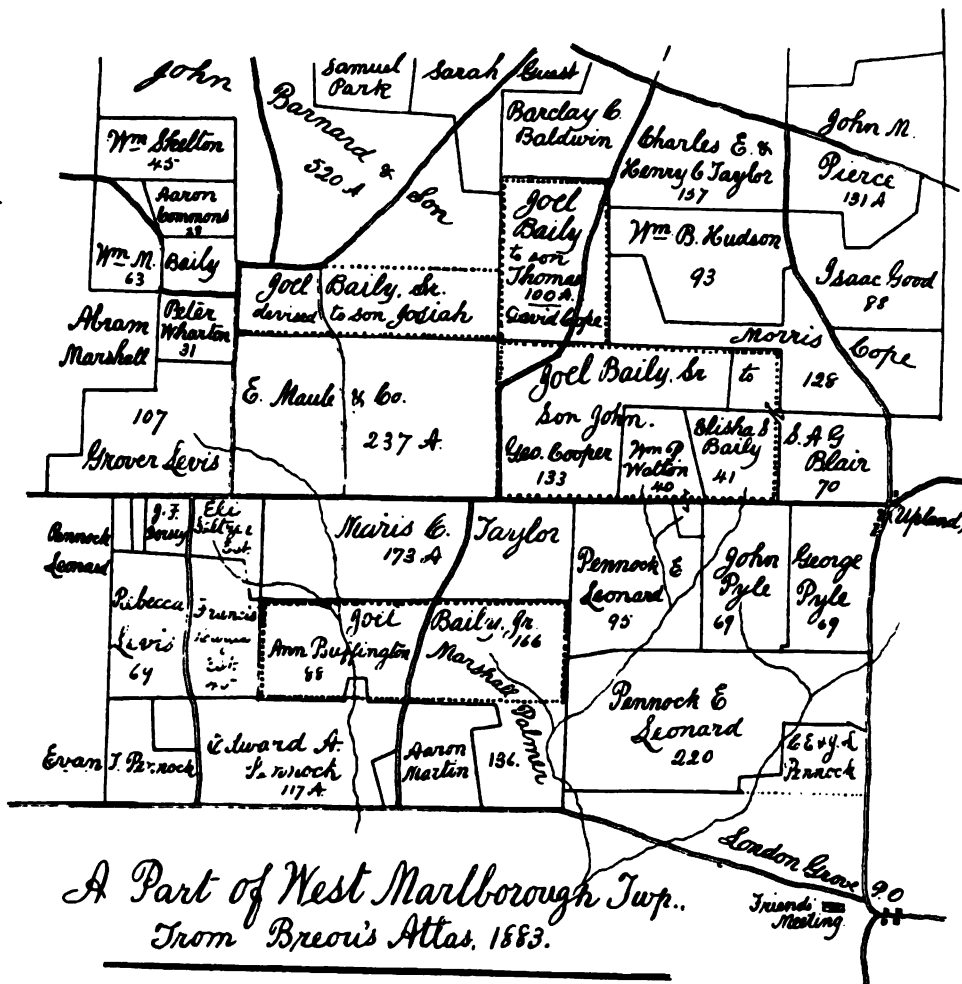 John
Barnard &
Son
520 A
Samuel
Park
Sarah Guest
Barclay C.
Baldwin
Charles E. &
Henry C Taylor
137
John M.
Pierce
131 A
Wm Skelton
45
Aaron
Commons
Wm M. Baily
63
Joel
Baily
to son
Thomas
100 A.
David Cope
Wm B. Hudson
93
Isaac Good
88
Abram
Marshall
Peter
Wharton
31
Joel Baily, Sr.
devised to son Josiah
Morris Cope
128
107
Grover Levis
E. Maule & Co.
237 A.
Joel Baily, Sr to
Son John.
Geo. Cooper
133
Wm P
Walton
40
Elisha S
Baily
41
S. A G
Blair
70
Upland,
Pennock
Leonard
J. F.
Eli
Est.
E. Taylor
173 A
Pennock E
Leonard
95
John
Pyle
69
George
Pyle
69
Rebecca
Levis
64
Francis
Joel Baily, Jr.
166
Ann Buffington
88
Marshall Palmer
136.
Pennock E
Leonard
220
Pennock
Evan T. Pennock
Edward A.
Pennock
117 A
Aaron
Martin
London Grove P.O
Friends
Meeting.
A Part of West Marlborough Twp.,
From Breou's Atlas, 1883.